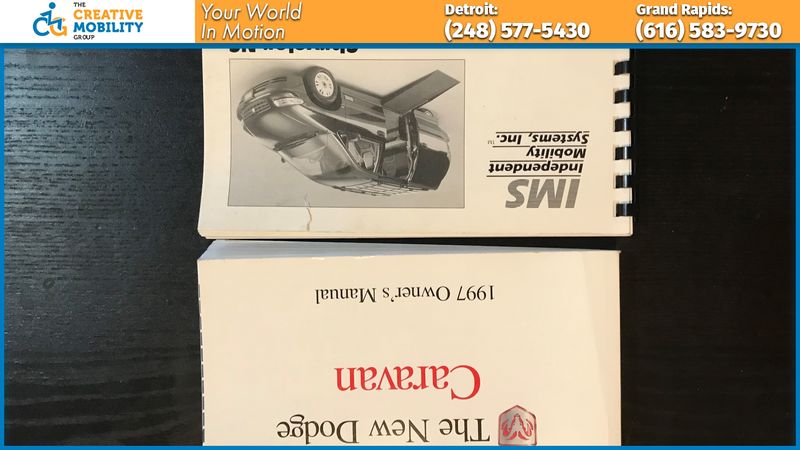 THE
CREATIVE
MOBILITY
GROUP
Your World
In Motion
Detroit:
(248) 577-5430
Grand Rapids:
(616) 583-9730
IMS
Independent
Mobility
Systems, Inc.™
The New Dodge
Caravan
1997 Owner's Manual